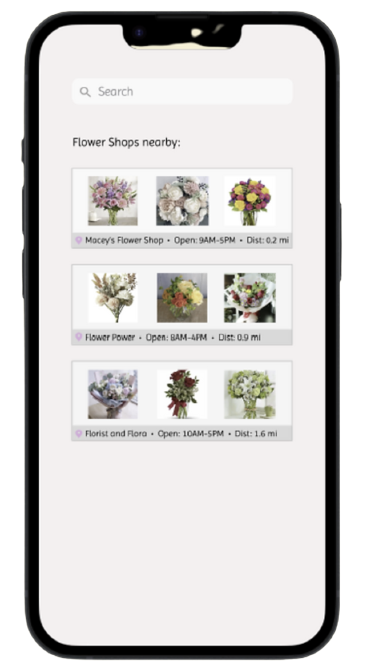 Search
Flower Shops nearby:
Macey's Flower Shop • Open: 9AM-5PM • Dist: 0.2 mi
Flower Power • Open: 8AM-4PM • Dist: 0.9 mi
Florist and Flora • Open: 10AM-5PM • Dist: 1.6 mi